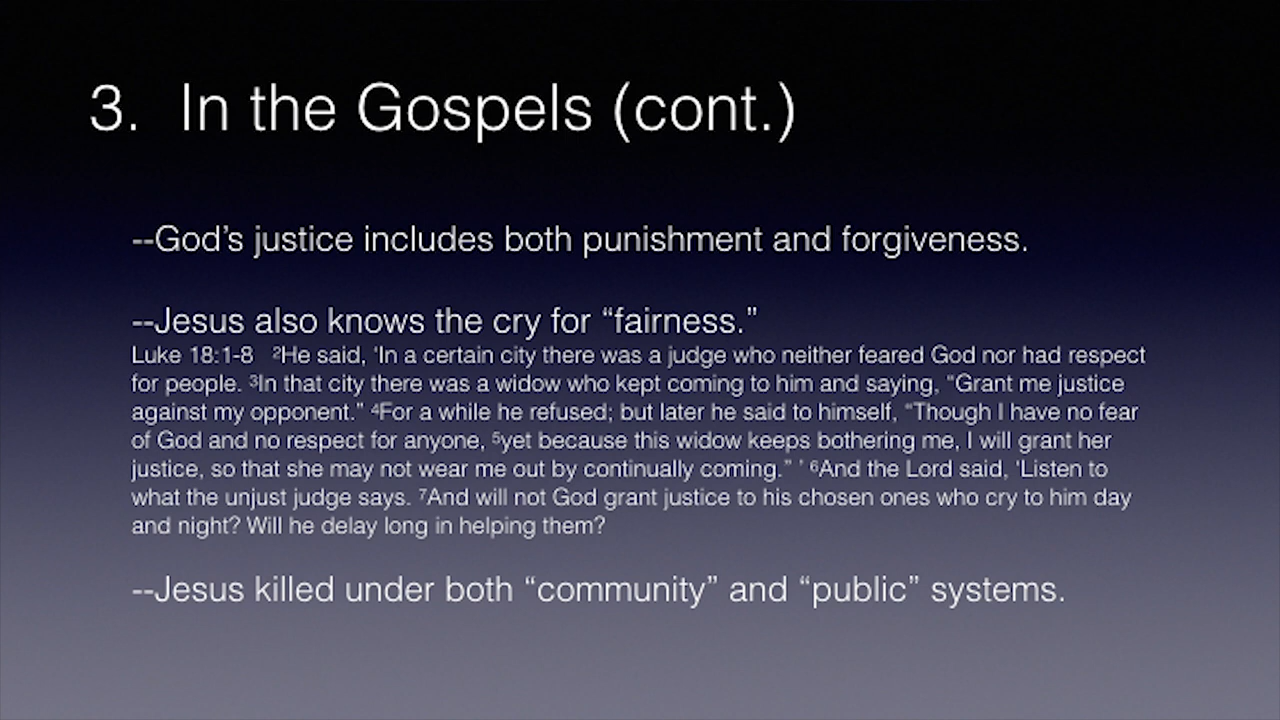 3. In the Gospels (cont.)
--God’s justice includes both punishment and forgiveness.
--Jesus also knows the cry for “fairness.”
Luke 18:1-8 ²He said, ‘In a certain city there was a judge who neither feared God nor had respect
for people. ³In that city there was a widow who kept coming to him and saying, “Grant me justice
against my opponent.” ⁴For a while he refused; but later he said to himself, “Though I have no fear
of God and no respect for anyone, ⁵yet because this widow keeps bothering me, I will grant her
justice, so that she may not wear me out by continually coming.” ’ ⁶And the Lord said, ‘Listen to
what the unjust judge says. ⁷And will not God grant justice to his chosen ones who cry to him day
and night? Will he delay long in helping them?
--Jesus killed under both “community” and “public” systems.